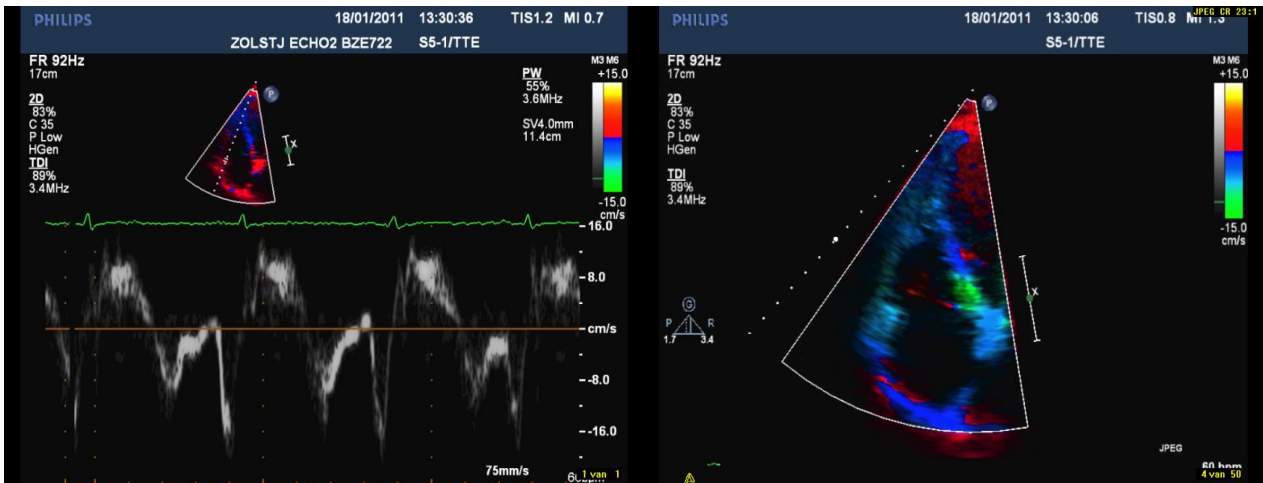 PHILIPS
18/01/2011 13:30:36 TIS1.2 MI 0.7
ZOLSTJ ECHO2 BZE722 S5-1/TTE
FR 92Hz
17cm
2D
83%
C 35
P Low
HGen
TDI
89%
3.4MHz
P
PW
55%
3.6MHz
SV4.0mm
11.4cm
M3 M6
+15.0
X
-15.0
cm/s
16.0
8.0
cm/s
-8.0
-16.0
75mm/s
1 van 1
PHILIPS
18/01/2011 13:30:06 TIS0.8
JPEG CR 23:1
S5-1/TTE
FR 92Hz
17cm
2D
83%
C 35
P Low
HGen
TDI
89%
3.4MHz
P
M3 M6
+15.0
-15.0
cm/s
X
G
P R
1.7 3.4
JPEG
60 bpm
4 van 50